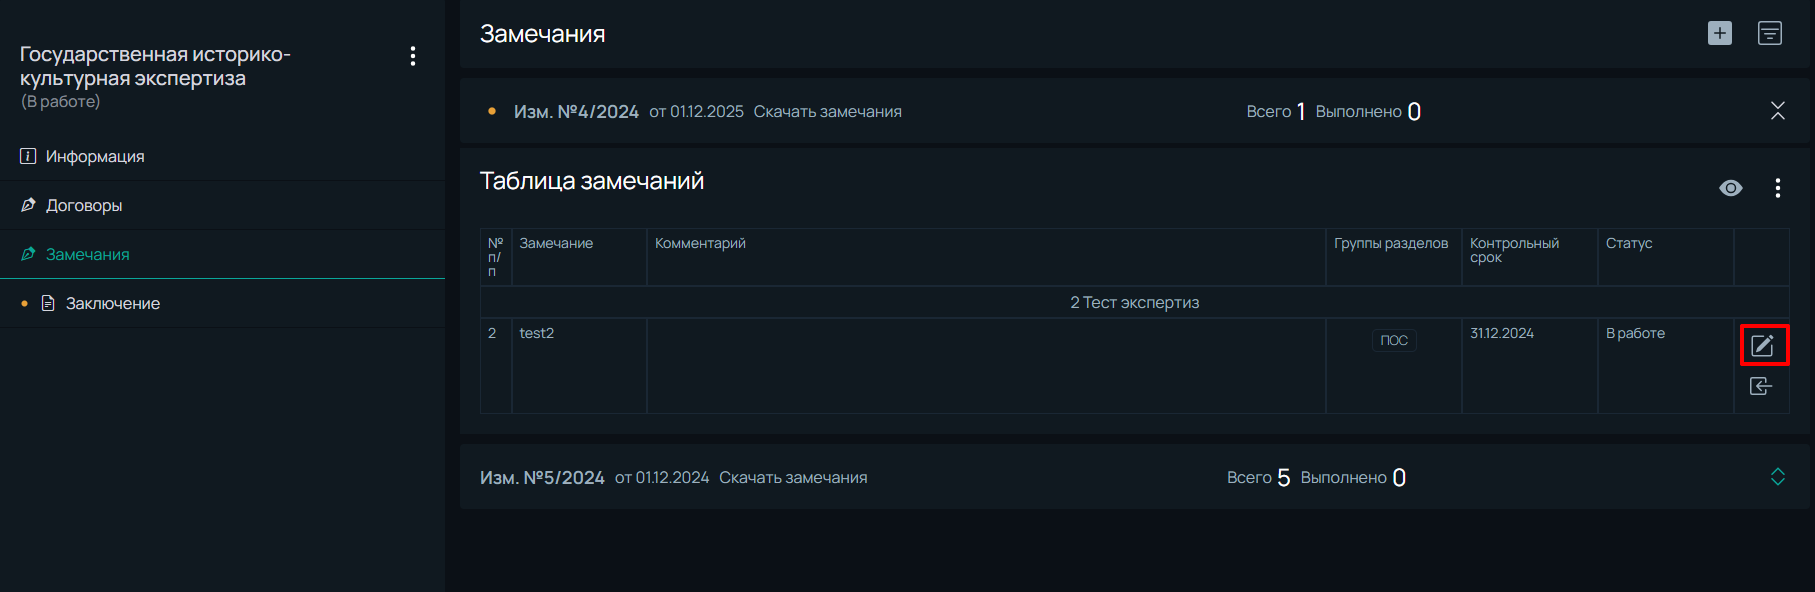 Государственная историко-
культурная экспертиза
(В работе)
Информация
Договоры
Замечания
Заключение
Замечания
Изм. №4/2024 от 01.12.2025 Скачать замечания Всего 1 Выполнено 0
Таблица замечаний
№ п/п Замечание Комментарий Группы разделов Контрольный срок Статус
2 Тест экспертиз
2 test2 ПОС 31.12.2024 В работе
Изм. №5/2024 от 01.12.2024 Скачать замечания Всего 5 Выполнено 0